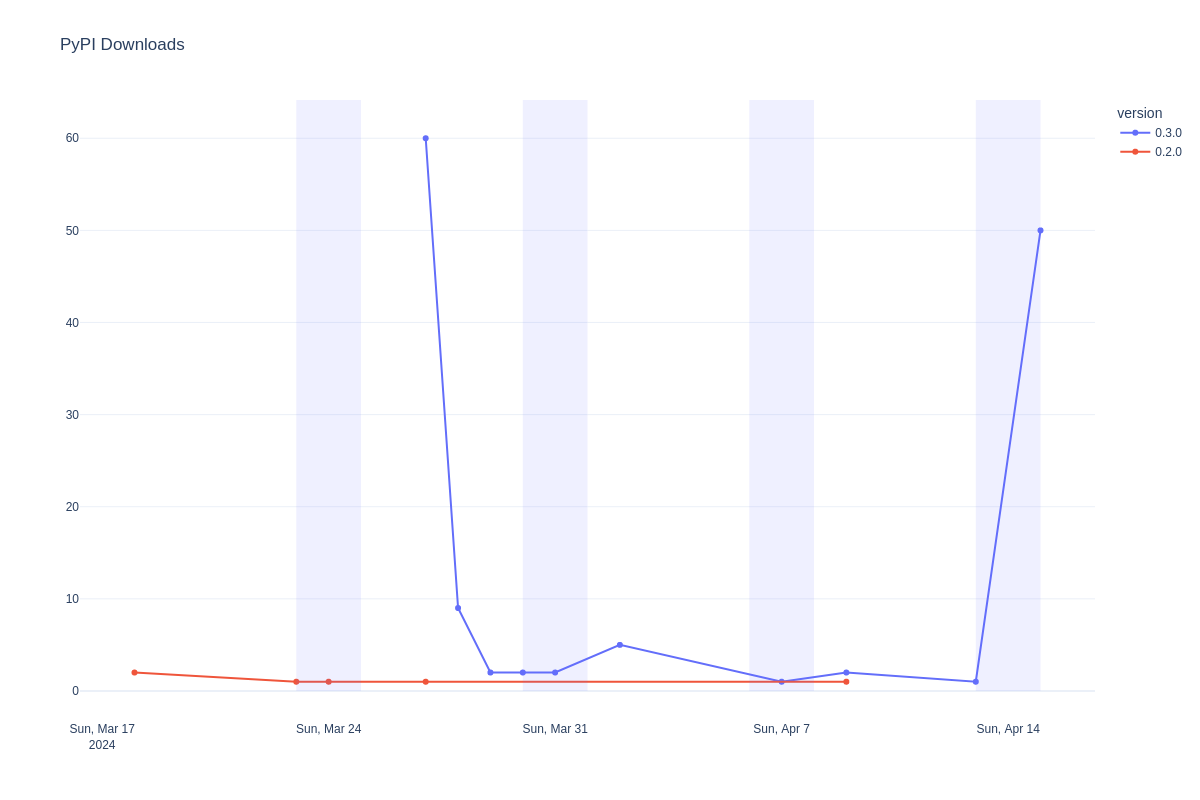 PyPI Downloads
version
0.3.0
0.2.0
60
50
40
30
20
10
0
Sun, Mar 17
2024
Sun, Mar 24
Sun, Mar 31
Sun, Apr 7
Sun, Apr 14